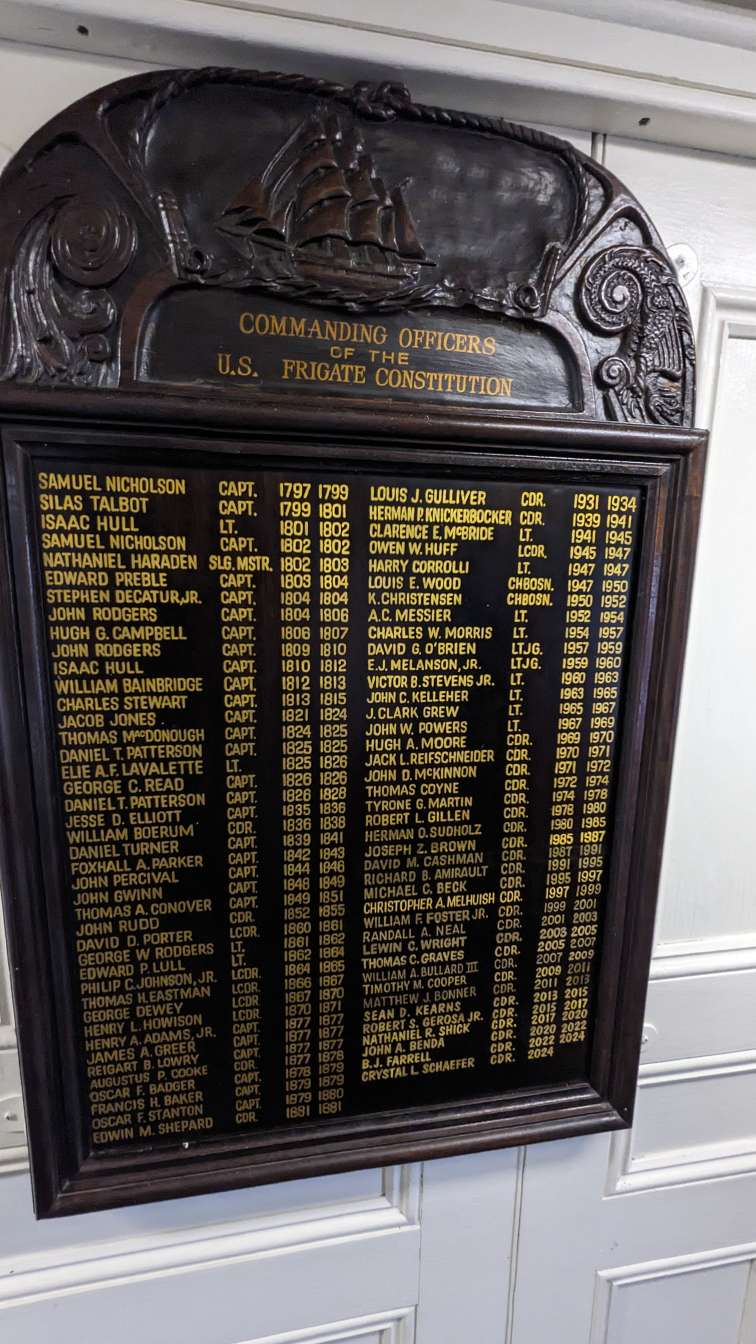 COMMANDING OFFICERS
OF THE
U.S. FRIGATE CONSTITUTION
SAMUEL NICHOLSON CAPT. 1797 1799
SILAS TALBOT CAPT. 1799 1801
ISAAC HULL LT. 1801 1802
SAMUEL NICHOLSON CAPT. 1802 1802
NATHANIEL HARADEN SLG. MSTR. 1802 1803
EDWARD PREBLE CAPT. 1803 1804
STEPHEN DECATUR, JR. CAPT. 1804 1804
JOHN RODGERS CAPT. 1804 1806
HUGH G. CAMPBELL CAPT. 1806 1807
JOHN RODGERS CAPT. 1809 1810
ISAAC HULL CAPT. 1810 1812
WILLIAM BAINBRIDGE CAPT. 1812 1813
CHARLES STEWART CAPT. 1813 1815
JACOB JONES CAPT. 1821 1824
THOMAS MACDONOUGH CAPT. 1824 1825
DANIEL T. PATTERSON CAPT. 1825 1825
ELIE A.F. LAVALETTE LT. 1825 1826
GEORGE C. READ CAPT. 1826 1826
DANIEL T. PATTERSON CAPT. 1826 1828
JESSE D. ELLIOTT CAPT. 1835 1836
WILLIAM BOERUM CDR. 1836 1838
DANIEL TURNER CAPT. 1839 1841
FOXHALL A. PARKER CAPT. 1842 1843
JOHN PERCIVAL CAPT. 1844 1846
JOHN GWINN CAPT. 1848 1849
THOMAS A. CONOVER CAPT. 1849 1851
JOHN RUDD CDR. 1852 1855
DAVID D. PORTER LCDR. 1860 1861
GEORGE W RODGERS LT. 1861 1862
EDWARD P. LULL LT. 1862 1864
PHILIP C. JOHNSON, JR. LCDR. 1864 1865
THOMAS H. EASTMAN LCDR. 1866 1867
GEORGE DEWEY LCDR. 1867 1870
HENRY L. HOWISON LCDR. 1870 1871
HENRY A. ADAMS, JR. CAPT. 1877 1877
JAMES A. GREER CAPT. 1877 1877
REIGART B. LOWRY CAPT. 1877 1877
AUGUSTUS P. COOKE CDR. 1877 1878
OSCAR F. BADGER CAPT. 1878 1879
FRANCIS H. BAKER CAPT. 1879 1879
OSCAR F. STANTON CAPT. 1879 1880
EDWIN M. SHEPARD CDR. 1881 1881
LOUIS J. GULLIVER CDR. 1931 1934
HERMAN P. KNICKERBOCKER CDR. 1939 1941
CLARENCE E. McBRIDE LT. 1941 1945
OWEN W. HUFF LCDR. 1945 1947
HARRY CORROLLI LT. 1947 1947
LOUIS E. WOOD CHBOSN. 1947 1950
K. CHRISTENSEN CHBOSN. 1950 1952
A.C. MESSIER LT. 1952 1954
CHARLES W. MORRIS LT. 1954 1957
DAVID G. O'BRIEN LTJG. 1957 1959
E.J. MELANSON, JR. LTJG. 1959 1960
VICTOR B. STEVENS JR. LT. 1960 1963
JOHN C. KELLEHER LT. 1963 1965
J. CLARK GREW LT. 1965 1967
JOHN W. POWERS LT. 1967 1969
HUGH A. MOORE CDR. 1969 1970
JACK L. REIFSCHNEIDER CDR. 1970 1971
JOHN D. McKINNON CDR. 1971 1972
THOMAS COYNE CDR. 1972 1974
TYRONE G. MARTIN CDR. 1974 1978
ROBERT L. GILLEN CDR. 1978 1980
HERMAN O. SUDHOLZ CDR. 1980 1985
JOSEPH Z. BROWN CDR. 1985 1987
DAVID M. CASHMAN CDR. 1987 1991
RICHARD B. AMIRAULT CDR. 1991 1995
MICHAEL C. BECK CDR. 1995 1997
CHRISTOPHER A. MELHUISH CDR. 1997 1999
WILLIAM F. FOSTER JR. CDR. 1999 2001
RANDALL A. NEAL CDR. 2001 2003
LEWIN C. WRIGHT CDR. 2003 2005
THOMAS C. GRAVES CDR. 2005 2007
WILLIAM A. BULLARD III CDR. 2007 2009
TIMOTHY M. COOPER CDR. 2009 2011
MATTHEW J. BONNER CDR. 2011 2013
SEAN D. KEARNS CDR. 2013 2015
ROBERT S. GEROSA JR. CDR. 2015 2017
NATHANIEL R. SHICK CDR. 2017 2020
JOHN A. BENDA CDR. 2020 2022
B.J. FARRELL CDR. 2022 2024
CRYSTAL L. SCHAEFER CDR. 2024